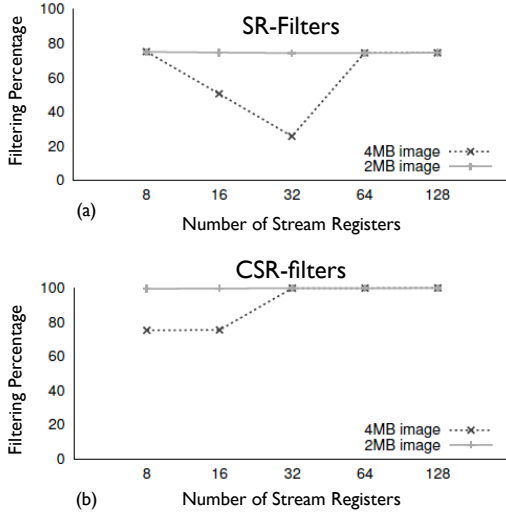 SR-Filters
Filtering Percentage
100
80
60
40
20
0
4MB image
2MB image
8 16 32 64 128
(a)
Number of Stream Registers
CSR-filters
Filtering Percentage
100
80
60
40
20
0
4MB image
2MB image
8 16 32 64 128
(b)
Number of Stream Registers